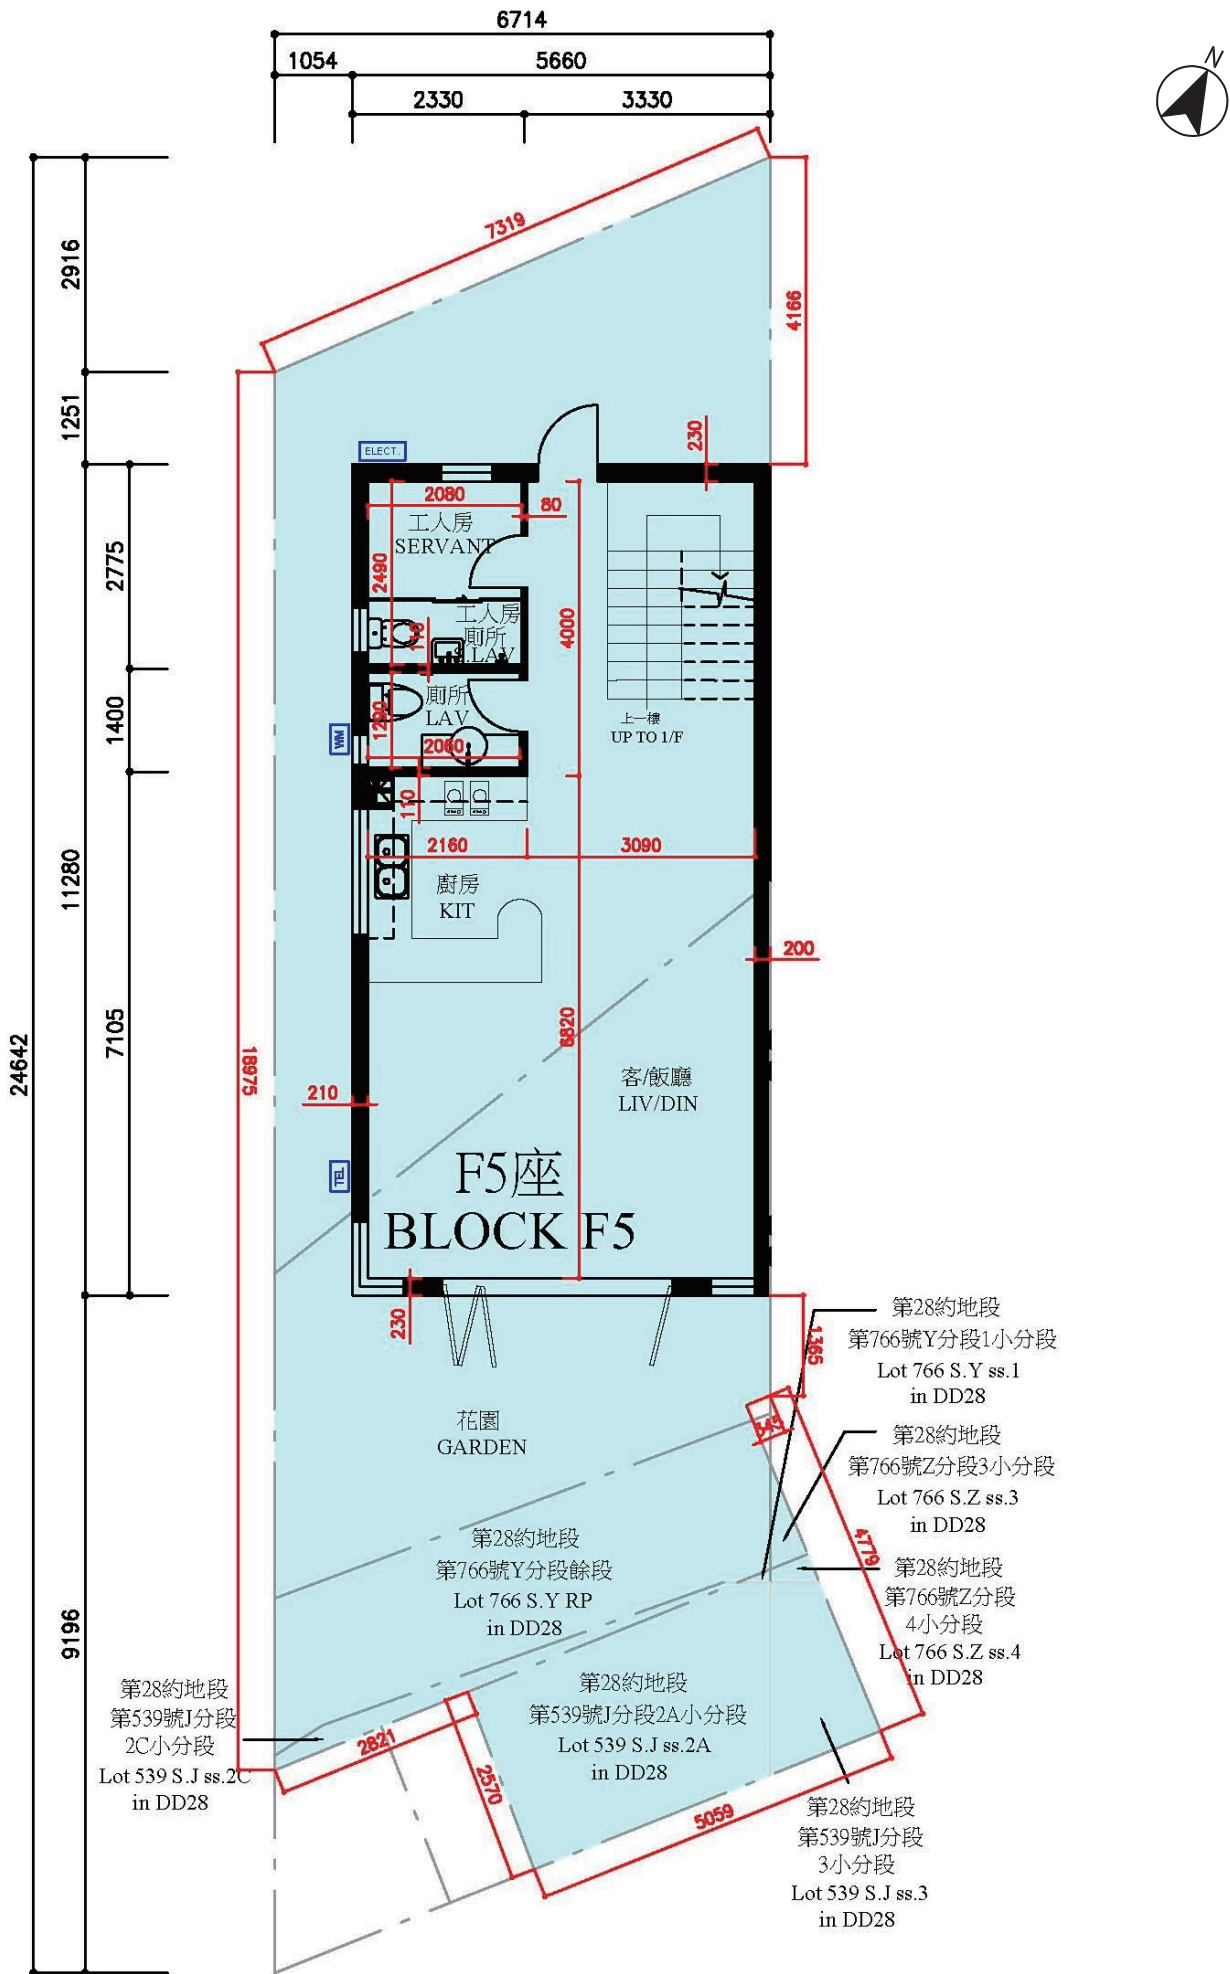 6714
1054
5660
2330
3330
N
7319
2916
4166
1251
ELECT.
230
2080
80
工人房
SERVANT
2490
2775
工人房
廁所
S.LAV
110
4000
廁所
LAV
1200
1400
上一樓
UP TO 1/F
WM
2060
110
2160
3090
廚房
KIT
11280
200
7105
6820
24642
18975
客/飯廳
LIV/DIN
210
TEL
F5座
BLOCK F5
230
1365
第28約地段
第766號Y分段1小分段
Lot 766 S.Y ss.1
in DD28
花園
GARDEN
545
第28約地段
第766號Z分段3小分段
Lot 766 S.Z ss.3
in DD28
第28約地段
第766號Y分段餘段
Lot 766 S.Y RP
in DD28
4779
第28約地段
第766號Z分段
4小分段
Lot 766 S.Z ss.4
in DD28
9196
第28約地段
第539號J分段
2C小分段
Lot 539 S.J ss.2C
in DD28
第28約地段
第539號J分段2A小分段
Lot 539 S.J ss.2A
in DD28
2821
2570
5059
第28約地段
第539號J分段
3小分段
Lot 539 S.J ss.3
in DD28